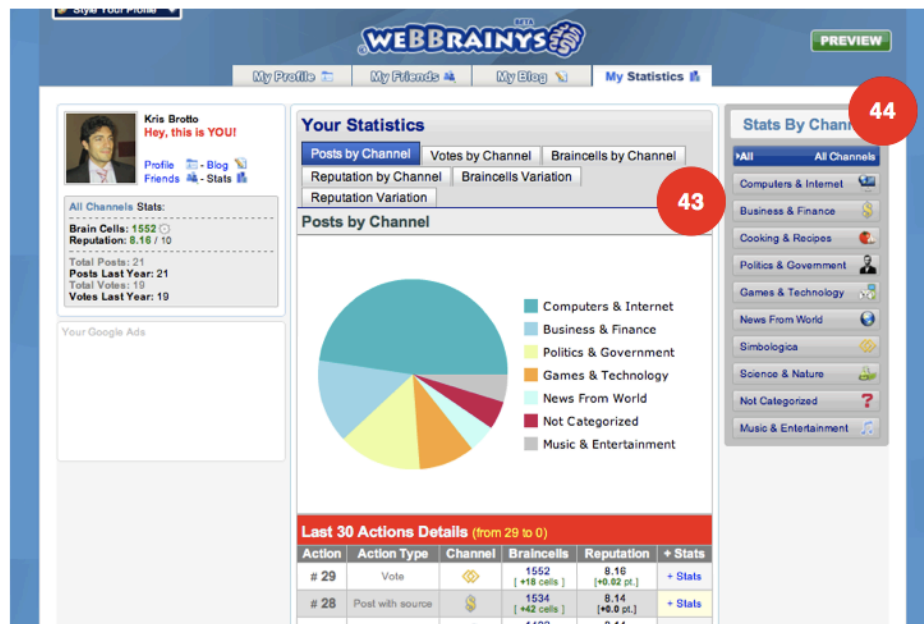 Style Your Profile
WEBBRAINYS
BETA
PREVIEW
My Profile
My Friends
My Blog
My Statistics
Kris Brotto
Hey, this is YOU!
Profile - Blog
Friends - Stats
All Channels Stats:
Brain Cells: 1552
Reputation: 8.16 / 10
Total Posts: 21
Posts Last Year: 21
Total Votes: 19
Votes Last Year: 19
Your Google Ads
Your Statistics
Posts by Channel
Votes by Channel
Braincells by Channel
Reputation by Channel
Braincells Variation
Reputation Variation
43
Posts by Channel
Computers & Internet
Business & Finance
Politics & Government
Games & Technology
News From World
Not Categorized
Music & Entertainment
Last 30 Actions Details (from 29 to 0)
Action Action Type Channel Braincells Reputation + Stats
# 29 Vote 1552 8.16 + Stats
[ +18 cells ] [+0.02 pt.]
# 28 Post with source 1534 8.14 + Stats
[ +42 cells ] [+0.0 pt.]
44
Stats By Chann
All All Channels
Computers & Internet
Business & Finance
Cooking & Recipes
Politics & Government
Games & Technology
News From World
Simbologica
Science & Nature
Not Categorized
Music & Entertainment